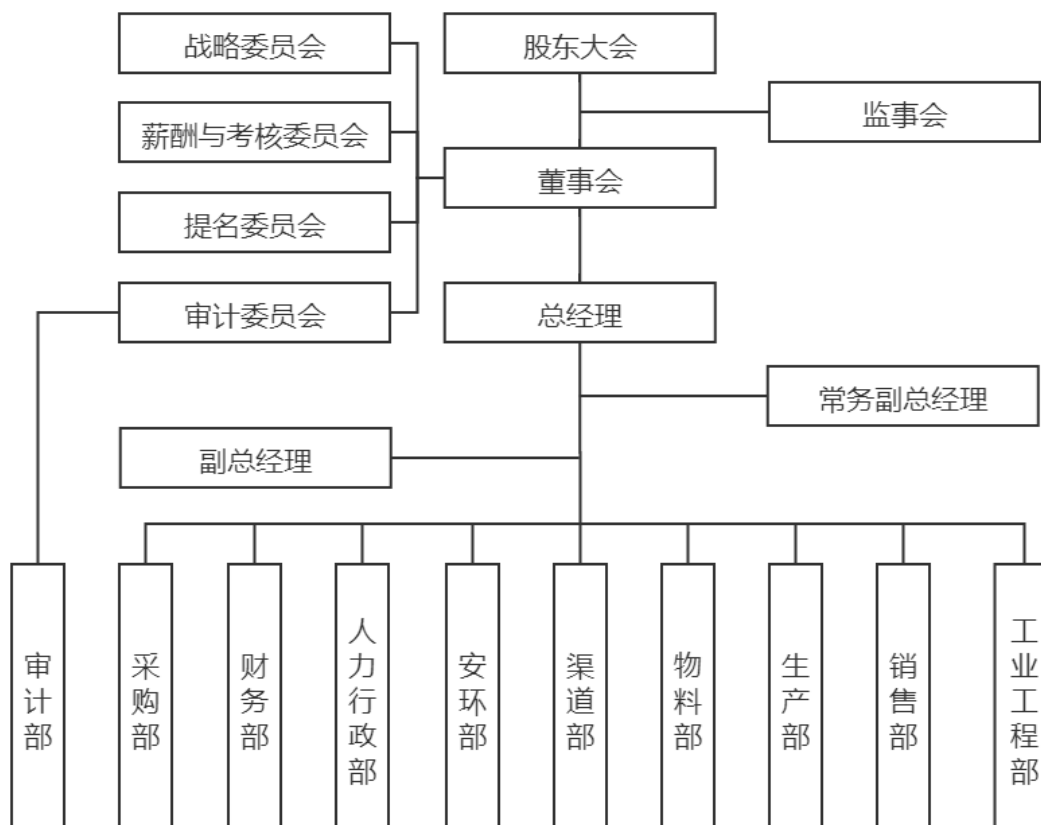 战略委员会
股东大会
薪酬与考核委员会
监事会
董事会
提名委员会
审计委员会
总经理
常务副总经理
副总经理
审计部
采购部
财务部
人力行政部
安环部
渠道部
物料部
生产部
销售部
工业工程部